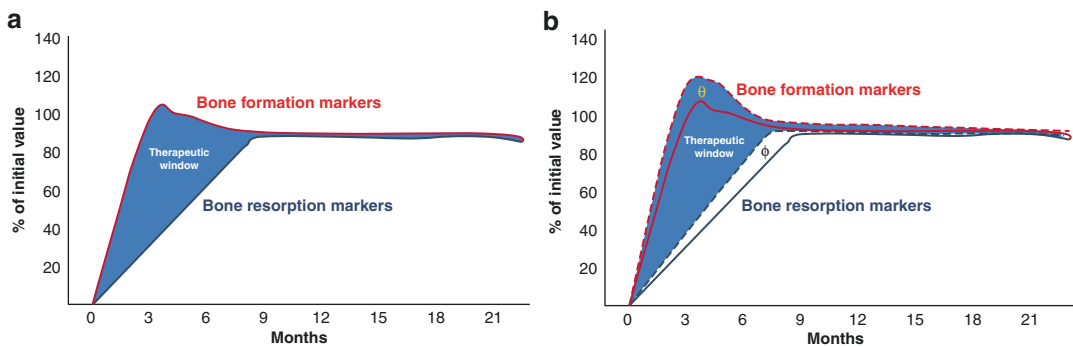 a
% of initial value
140
120
100
80
60
40
20
Bone formation markers
Therapeutic
window
Bone resorption markers
0 3 6 9 12 15 18 21
Months
b
% of initial value
140
120
100
80
60
40
20
θ
Bone formation markers
Therapeutic
window
ϕ
Bone resorption markers
0 3 6 9 12 15 18 21
Months